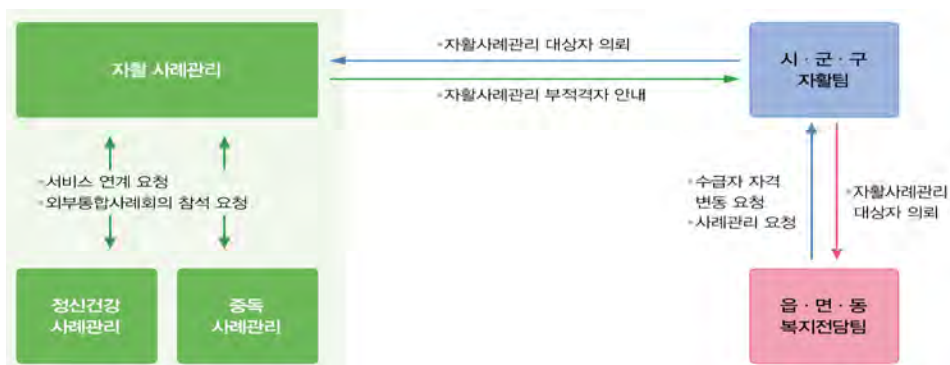 자활 사례관리
•자활사례관리 대상자 의뢰
•자활사례관리 부적격자 안내
시 · 군 · 구
자활팀
•서비스 연계 요청
•외부통합사례회의 참석 요청
•수급자 자격
변동 요청
•사례관리 요청
•자활사례관리
대상자 의뢰
정신건강
사례관리
중독
사례관리
읍 · 면 · 동
복지전담팀